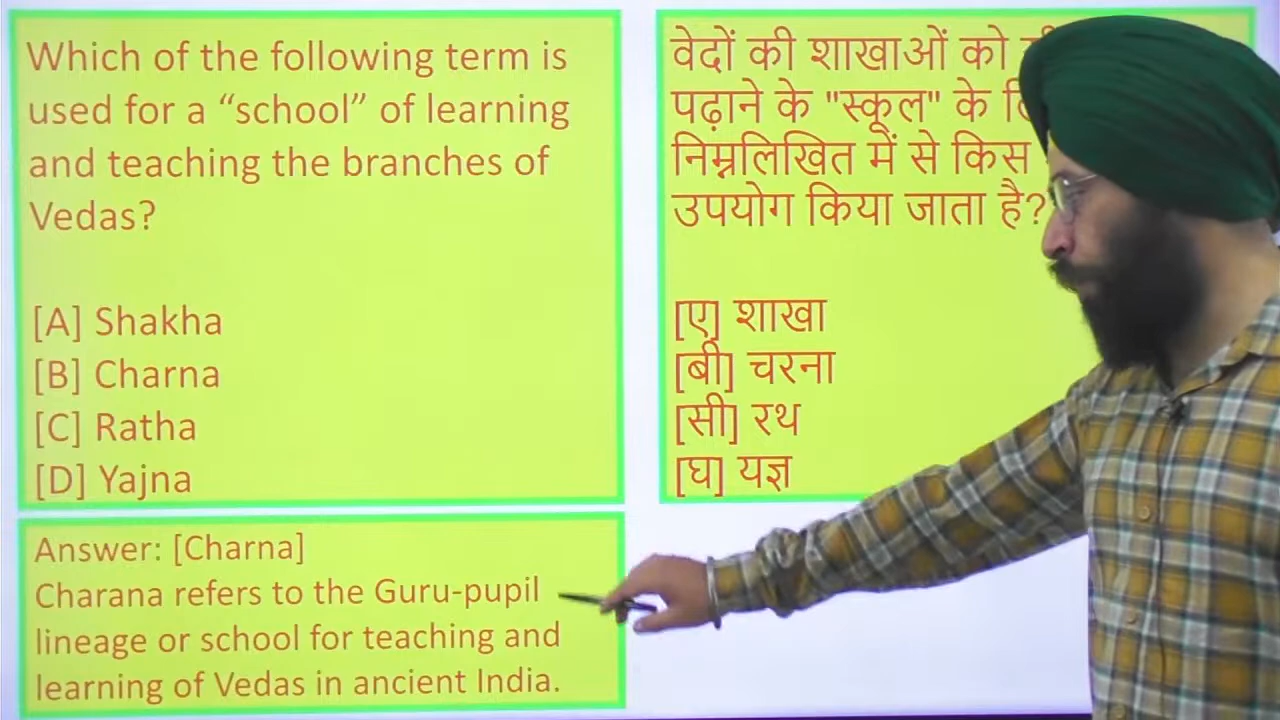 Which of the following term is
used for a “school” of learning
and teaching the branches of
Vedas?
[A] Shakha
[B] Charna
[C] Ratha
[D] Yajna
Answer: [Charna]
Charana refers to the Guru-pupil
lineage or school for teaching and
learning of Vedas in ancient India.
वेदों की शाखाओं को
पढ़ाने के "स्कूल" के
निम्नलिखित में से किस
उपयोग किया जाता है?
[ए] शाखा
[बी] चरना
[सी] रथ
[घ] यज्ञ